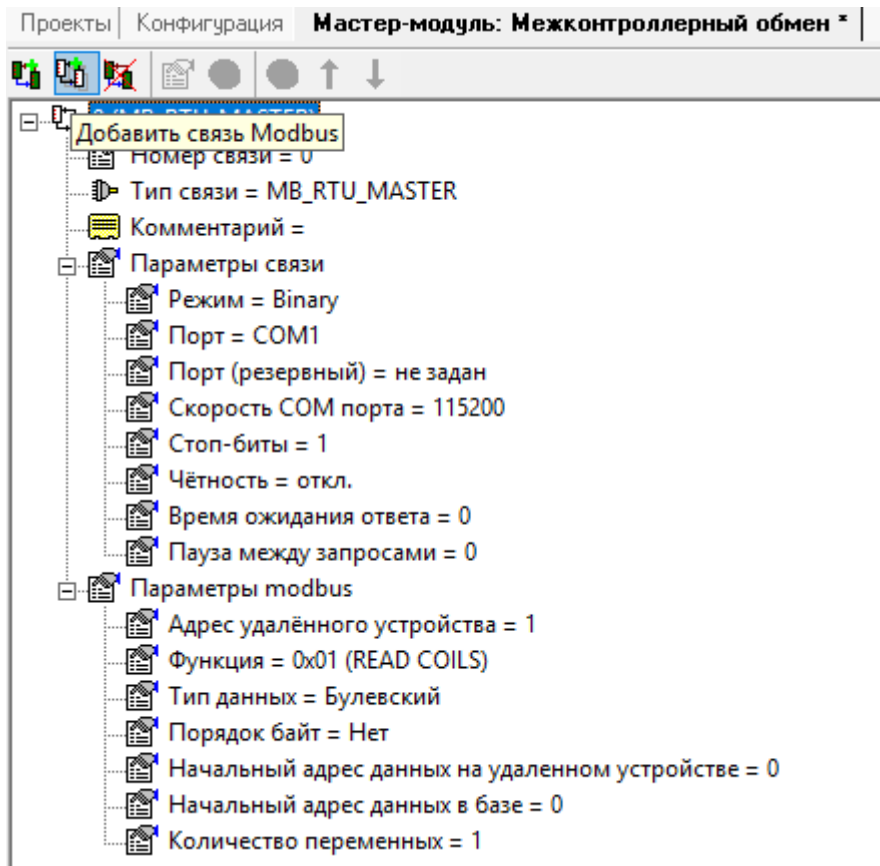 Проекты Конфигурация Мастер-модуль: Межконтроллерный обмен *
0 (MB_RTU_MASTER)
Добавить связь Modbus
Номер связи = 0
Тип связи = MB_RTU_MASTER
Комментарий =
Параметры связи
Режим = Binary
Порт = COM1
Порт (резервный) = не задан
Скорость COM порта = 115200
Стоп-биты = 1
Чётность = откл.
Время ожидания ответа = 0
Пауза между запросами = 0
Параметры modbus
Адрес удалённого устройства = 1
Функция = 0x01 (READ COILS)
Тип данных = Булевский
Порядок байт = Нет
Начальный адрес данных на удаленном устройстве = 0
Начальный адрес данных в базе = 0
Количество переменных = 1